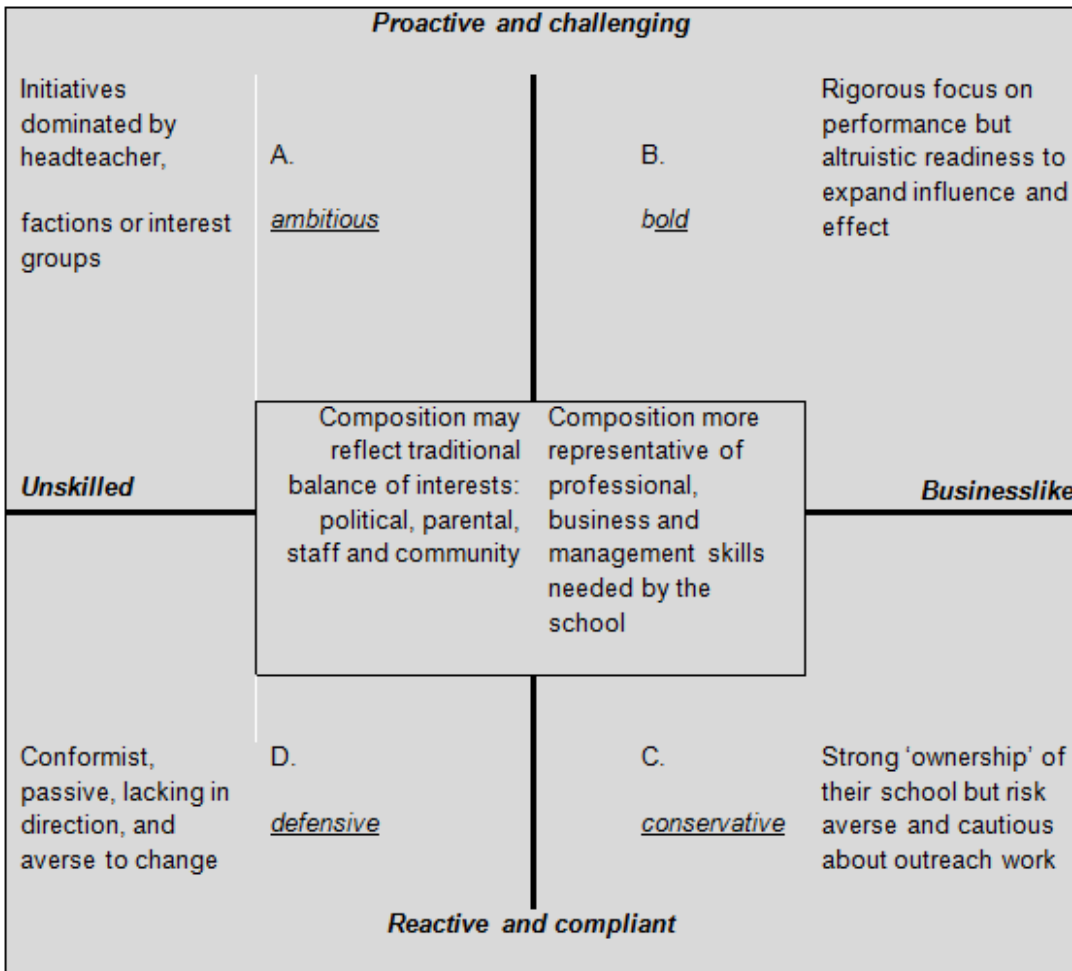 Proactive and challenging
Initiatives
dominated by
headteacher,
factions or interest
groups
A.
ambitious
B.
bold
Rigorous focus on
performance but
altruistic readiness to
expand influence and
effect
Unskilled
Composition may
reflect traditional
balance of interests:
political, parental,
staff and community
Composition more
representative of
professional,
business and
management skills
needed by the
school
Businesslike
Conformist,
passive, lacking in
direction, and
averse to change
D.
defensive
C.
conservative
Strong ‘ownership’ of
their school but risk
averse and cautious
about outreach work
Reactive and compliant